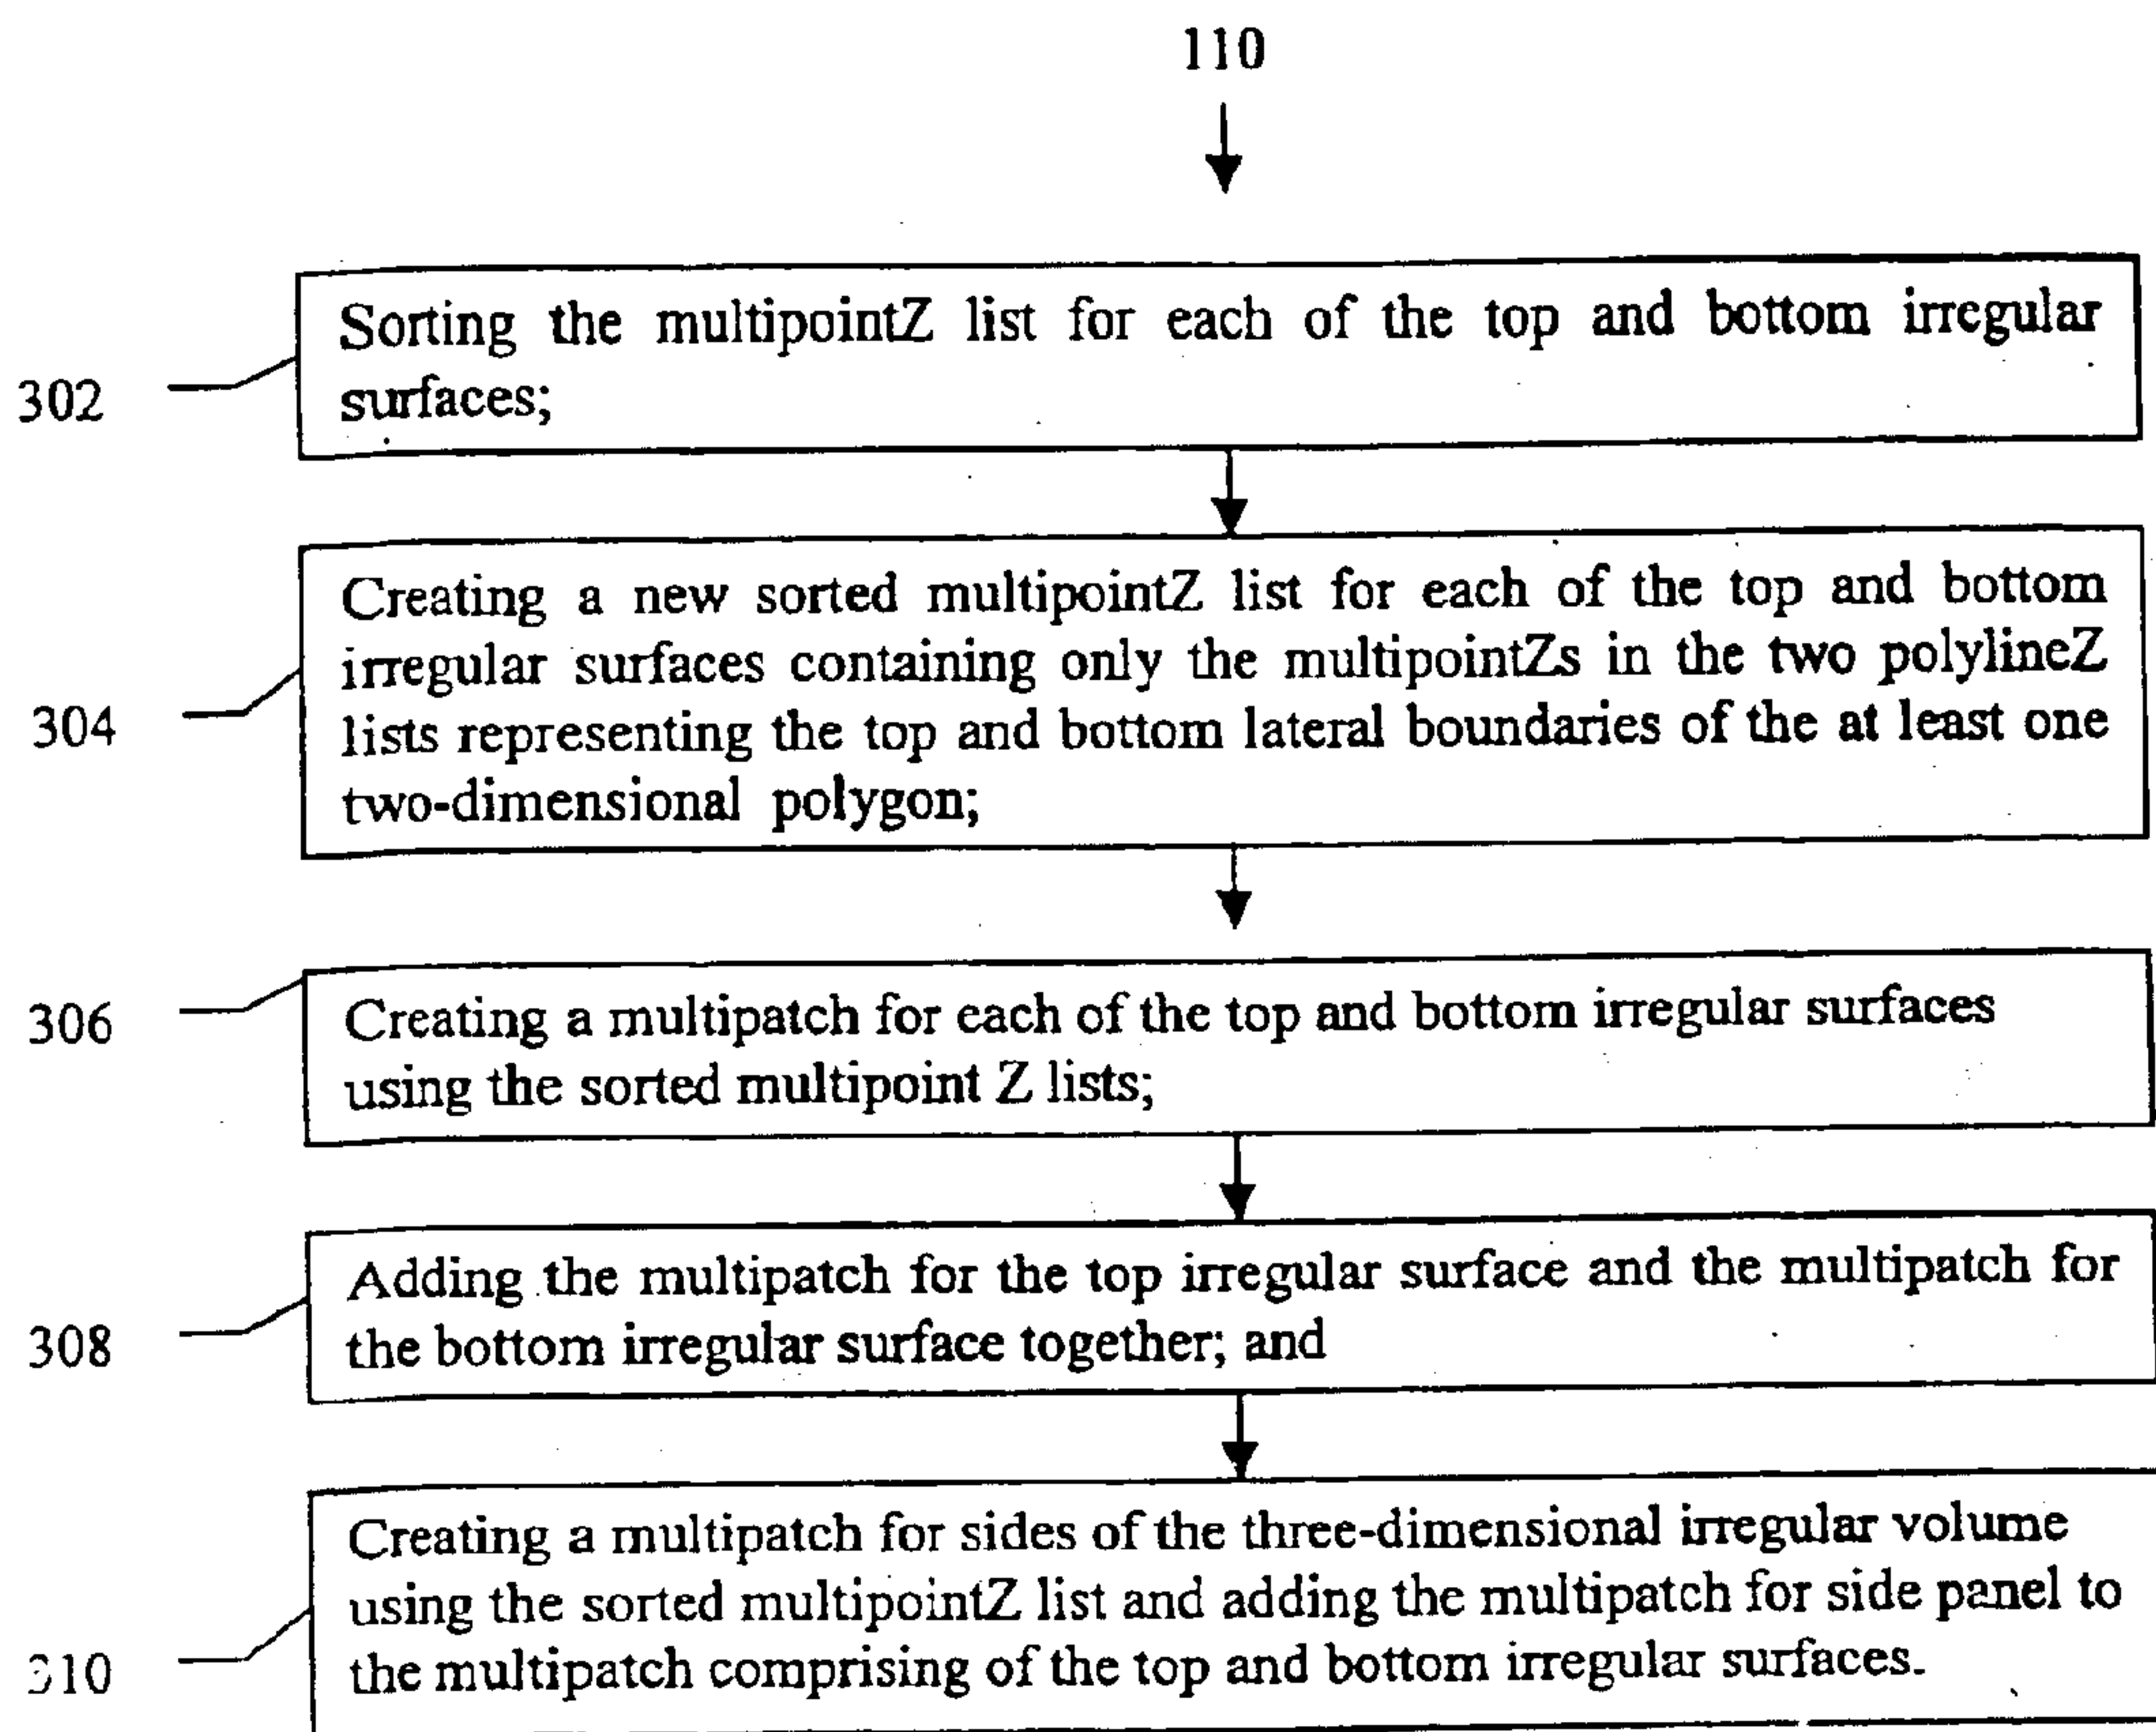 110
302
Sorting the multipointZ list for each of the top and bottom irregular
surfaces;
304
Creating a new sorted multipointZ list for each of the top and bottom
irregular surfaces containing only the multipointZs in the two polylineZ
lists representing the top and bottom lateral boundaries of the at least one
two-dimensional polygon;
306
Creating a multipatch for each of the top and bottom irregular surfaces
using the sorted multipoint Z lists;
308
Adding the multipatch for the top irregular surface and the multipatch for
the bottom irregular surface together; and
310
Creating a multipatch for sides of the three-dimensional irregular volume
using the sorted multipointZ list and adding the multipatch for side panel to
the multipatch comprising of the top and bottom irregular surfaces.